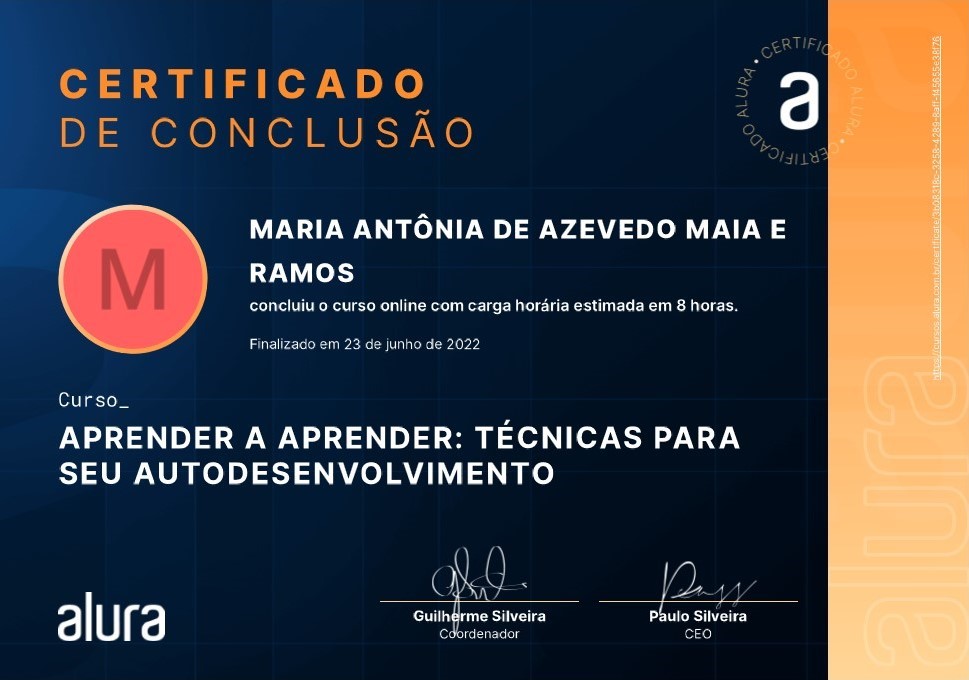 CERTIFICADO
DE CONCLUSÃO
CERTIFICADO ALURA • CERTIFICADO ALURA •
a
M
MARIA ANTÔNIA DE AZEVEDO MAIA E
RAMOS
concluiu o curso online com carga horária estimada em 8 horas.
Finalizado em 23 de junho de 2022
Curso_
APRENDER A APRENDER: TÉCNICAS PARA
SEU AUTODESENVOLVIMENTO
alura
Guilherme Silveira
Coordenador
Paulo Silveira
CEO
alura
alura